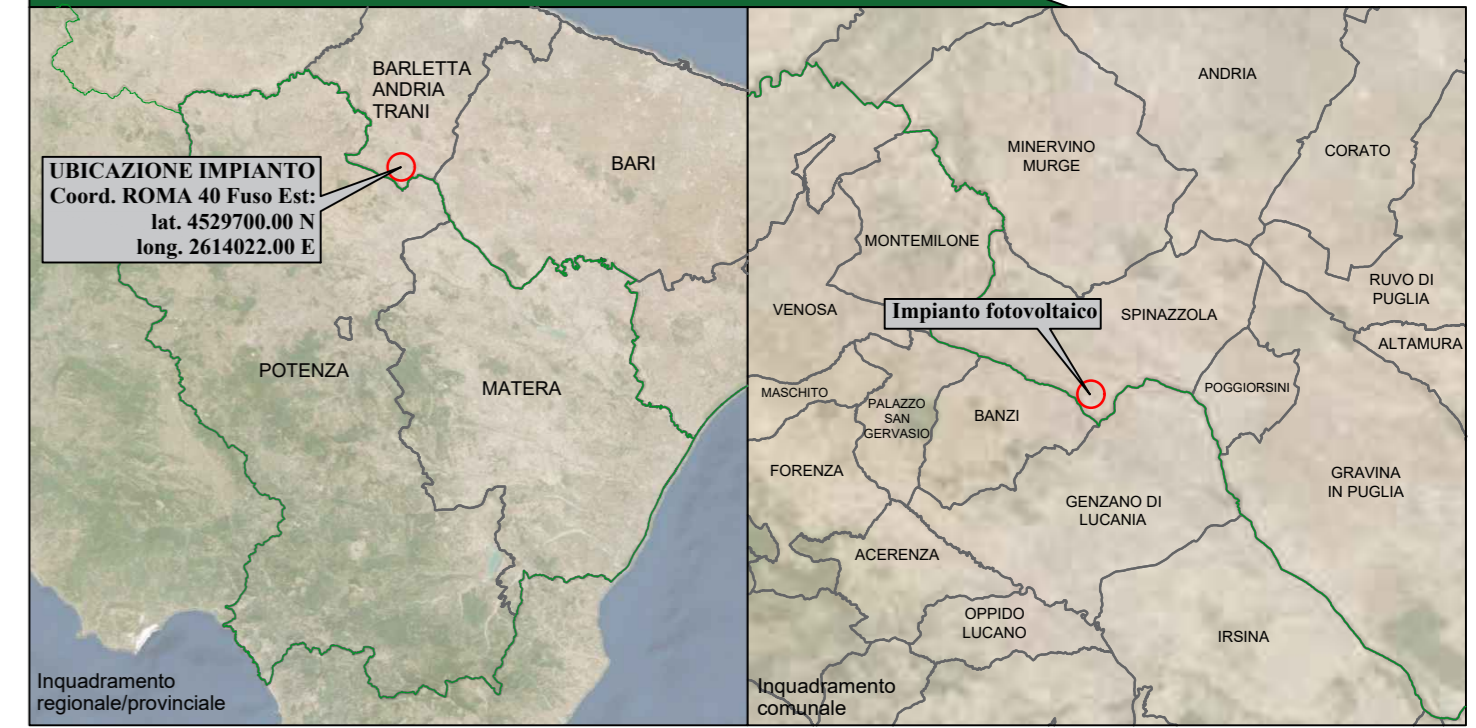 BARLETTA
ANDRIA
TRANI
BARI
UBICAZIONE IMPIANTO
Coord. ROMA 40 Fuso Est:
lat. 4529700.00 N
long. 2614022.00 E
POTENZA
MATERA
Inquadramento
regionale/provinciale
ANDRIA
MINERVINO
MURGE
CORATO
MONTEMILONE
RUVO DI
PUGLIA
VENOSA
Impianto fotovoltaico
SPINAZZOLA
ALTAMURA
MASCHITO
PALAZZO
SAN
GERVASIO
BANZI
POGGIORSINI
FORENZA
GRAVINA
IN PUGLIA
GENZANO DI
LUCANIA
ACERENZA
OPPIDO
LUCANO
IRSINA
Inquadramento
comunale